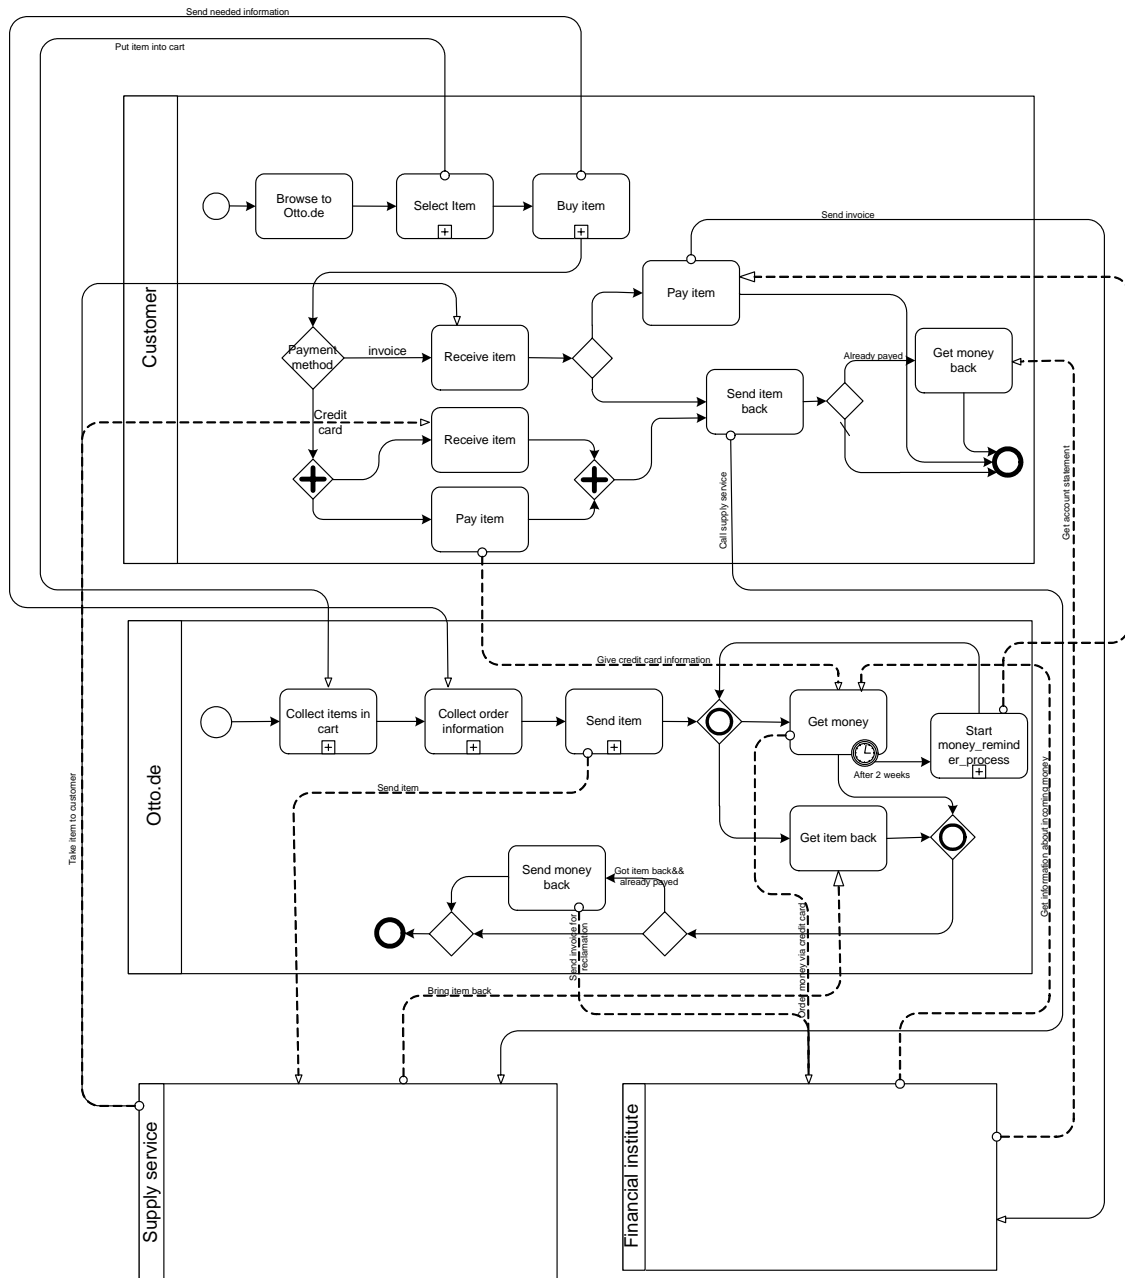 Send needed information
Put item into cart
Customer
Browse to
Otto.de
Select Item
Buy item
Send invoice
Pay item
Payment
method
invoice
Receive item
Already payed
Get money
back
Send item
back
Credit
card
Receive item
Pay item
Call supply service
Get account statement
Otto.de
Give credit card information
Collect items in
cart
Collect order
information
Send item
Get money
Start
money_remind
er_process
After 2 weeks
Send item
Take item to customer
Get item back
Get information about incoming money
Send money
back
Got item back&&
already payed
Send invoice for
reclamation
Order money via credit card
Bring item back
Supply service
Financial institute